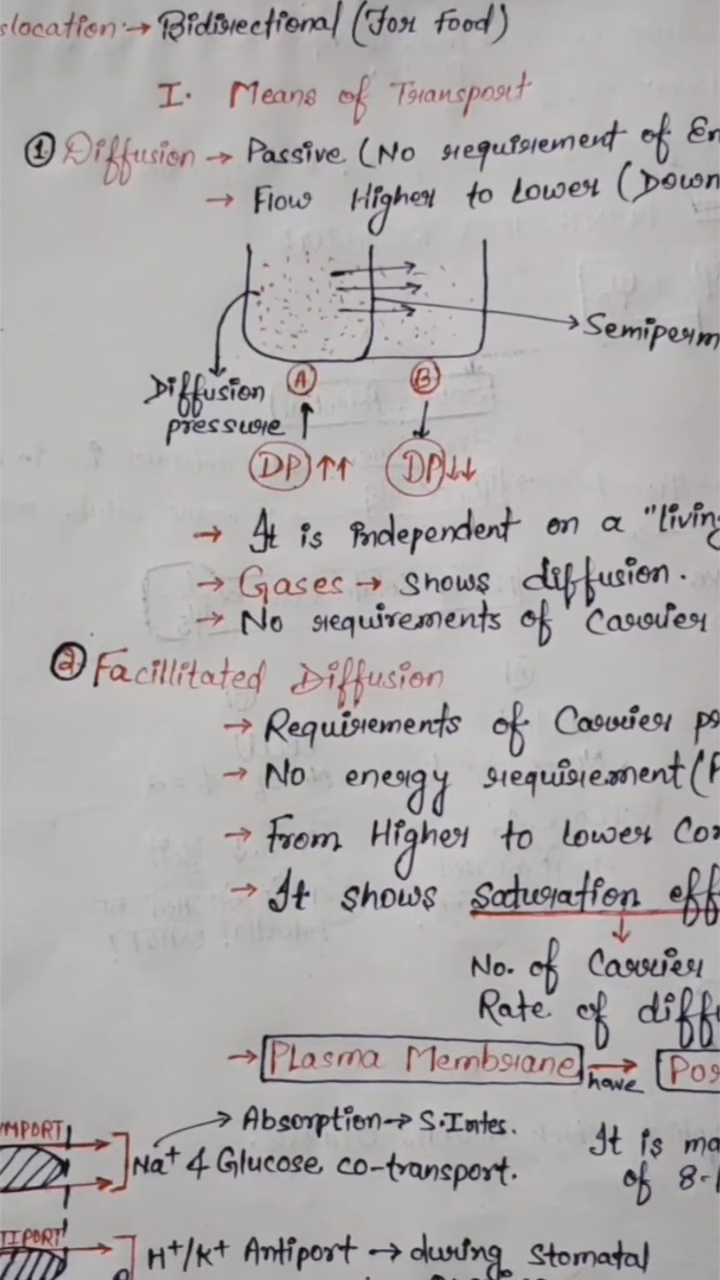 slocation:→ Bidirectional (For food)
I. Means of Transport
① Diffusion → Passive (No requirement of En
→ Flow Higher to Lower (Down
→ Semiperm
Diffusion pressure
A B
DP ↑↑ DP ↓↓
→ It is independent on a "living
→ Gases → shows diffusion.
→ No requirements of Carrier
② Facillitated Diffusion
→ Requirements of Carrier pr
→ No energy requirement (P
→ From Higher to Lower Con
→ It shows Saturation eff
↓
No. of Carrier
Rate of diff
→ Plasma Membrane → have Por
→ Absorption → S.Intes.
MPORT Na⁺ & Glucose co-transport.
It is ma
of 8-
TIPORT H⁺/K⁺ Antiport → during Stomatal